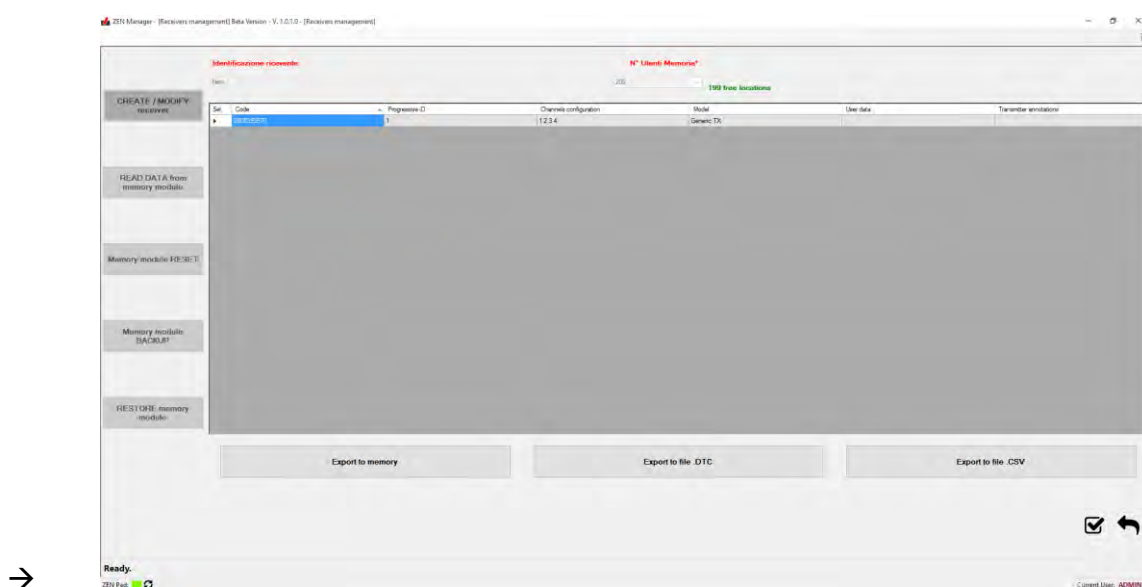 ZEN Manager - [Receivers management] Beta Version - V. 1.0.1.0 - [Receivers management]
Identificazione ricevente
N° Utenti Memoria*
199 free locations
CREATE / MODIFY
receiver
Sel. Code Progressive ID Channels configuration Model User data Transmitter annotations
1 1 2 3 4 Generic TX
READ DATA from
memory module
Memory module RESET
Memory module
BACKUP
RESTORE memory
module
Export to memory Export to file .DTC Export to file .CSV
→
Ready.
ZEN Pad: Current User: ADMIN